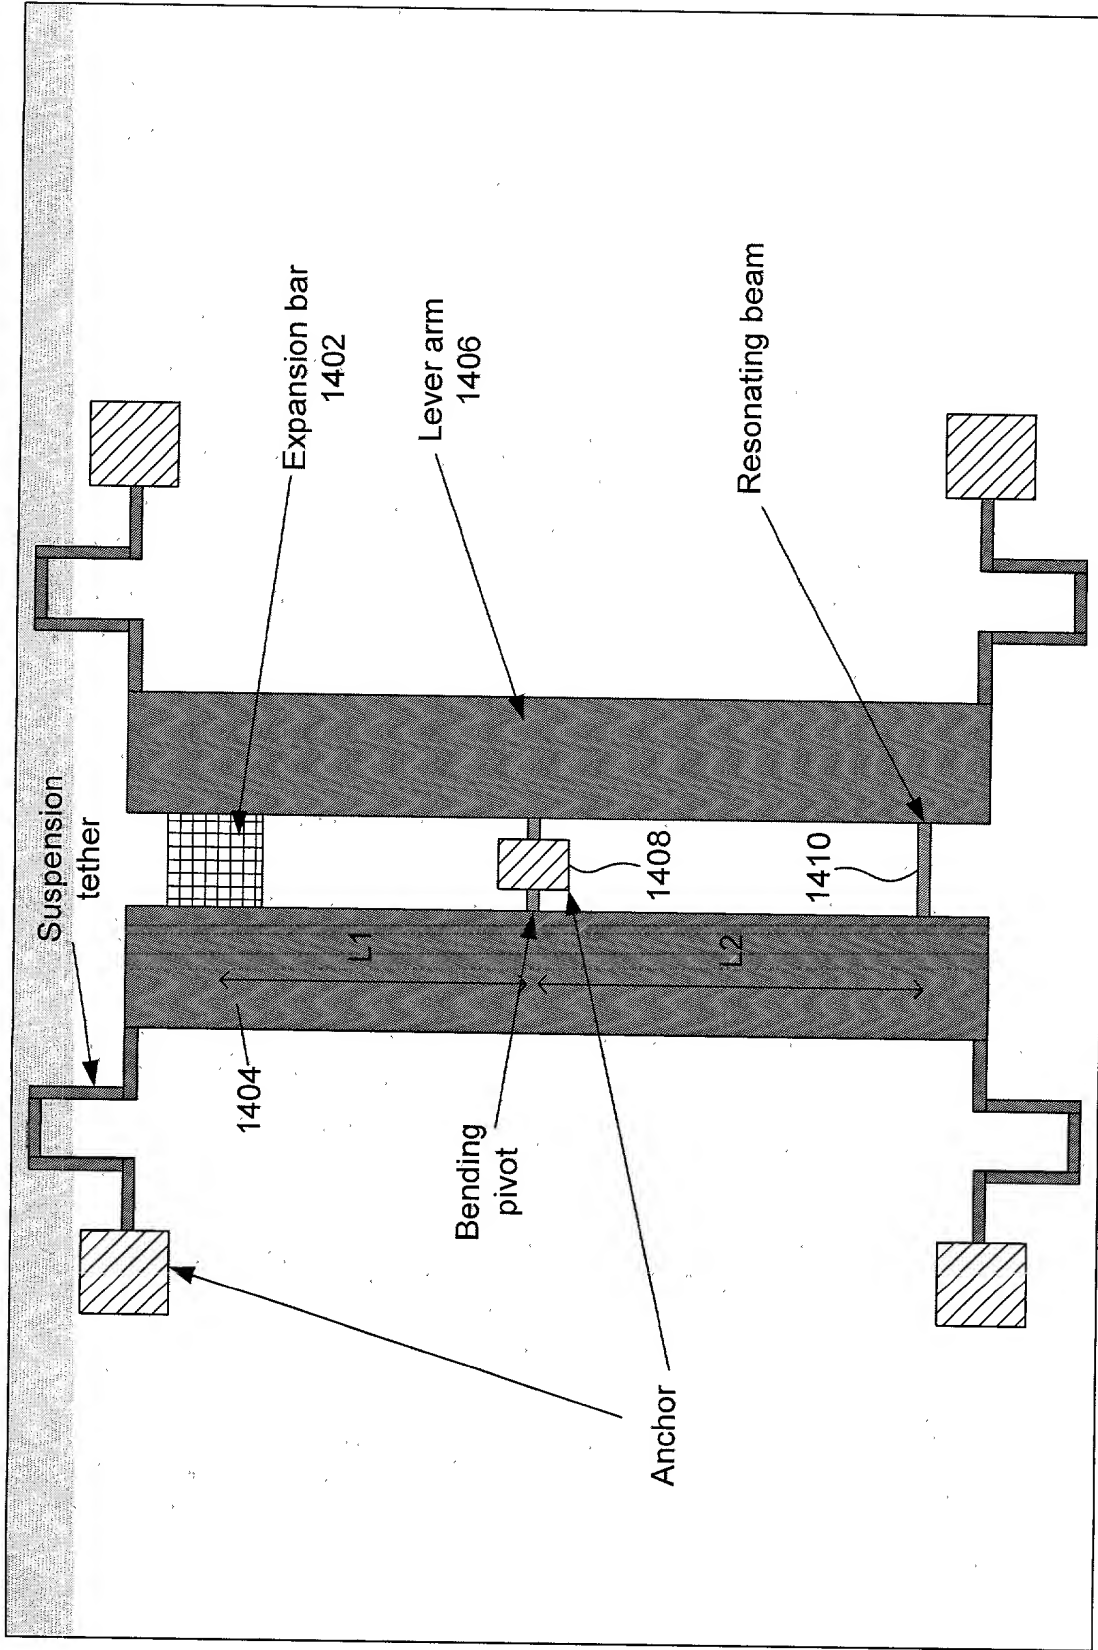 Suspension
tether
Expansion bar
1402
Lever arm
1406
Resonating beam
1404
L1
L2
1408
1410
Bending
pivot
Anchor